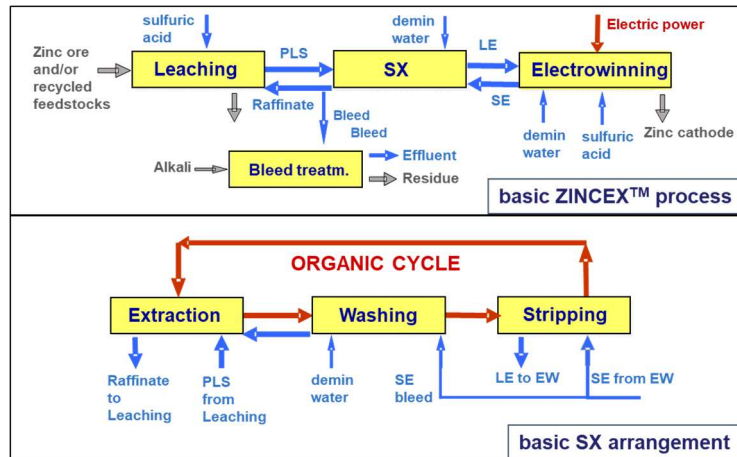 sulfuric
acid
demin
water
Electric power
Zinc ore
and/or
recycled
feedstocks
Leaching
PLS
SX
LE
Electrowinning
Raffinate
SE
Bleed
Bleed
demin
water
sulfuric
acid
Zinc cathode
Alkali
Bleed treatm.
Effluent
Residue
basic ZINCEX™ process
ORGANIC CYCLE
Extraction
Washing
Stripping
Raffinate
to
Leaching
PLS
from
Leaching
demin
water
SE
bleed
LE to EW
SE from EW
basic SX arrangement